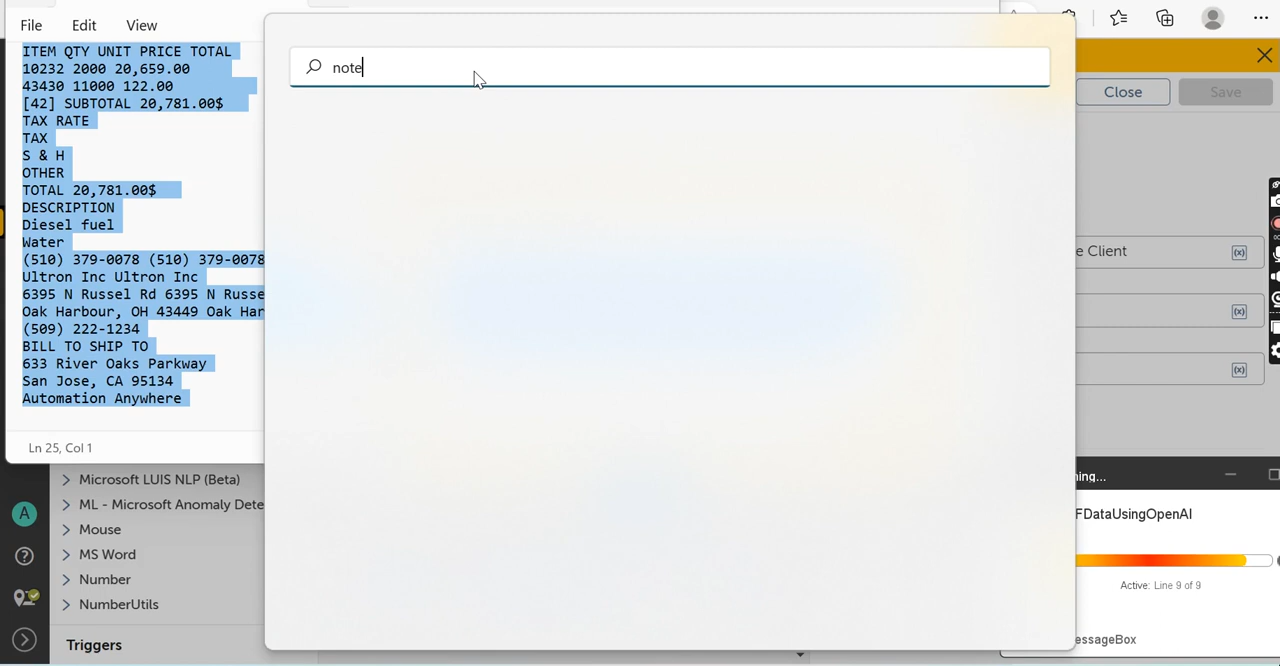 File Edit View
ITEM QTY UNIT PRICE TOTAL
10232 2000 20,659.00
43430 11000 122.00
[42] SUBTOTAL 20,781.00$
TAX RATE
TAX
S & H
OTHER
TOTAL 20,781.00$
DESCRIPTION
Diesel fuel
Water
(510) 379-0078 (510) 379-0078
Ultron Inc Ultron Inc
6395 N Russel Rd 6395 N Russe
Oak Harbour, OH 43449 Oak Har
(509) 222-1234
BILL TO SHIP TO
633 River Oaks Parkway
San Jose, CA 95134
Automation Anywhere
Ln 25, Col 1
note
Close Save
e Client
(x)
(x)
(x)
A
Microsoft LUIS NLP (Beta)
ML - Microsoft Anomaly Dete
Mouse
MS Word
Number
NumberUtils
Triggers
ing...
FDataUsingOpenAI
Active: Line 9 of 9
essageBox